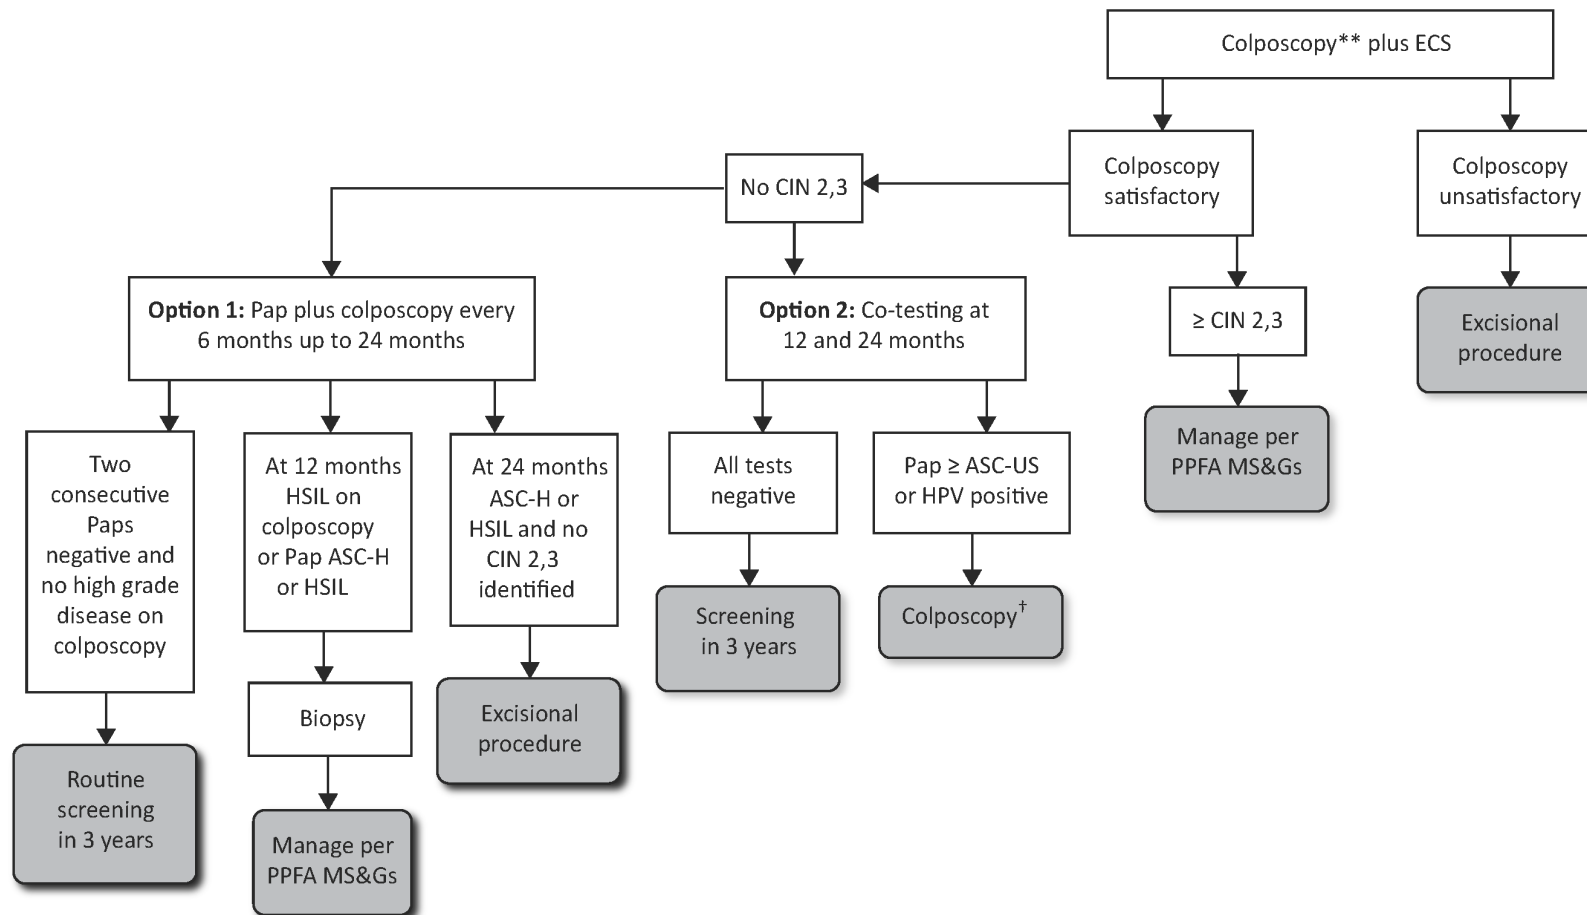 Colposcopy** plus ECS
Colposcopy
satisfactory
Colposcopy
unsatisfactory
No CIN 2,3
≥ CIN 2,3
Excisional
procedure
Manage per
PPFA MS&Gs
Option 1: Pap plus colposcopy every
6 months up to 24 months
Option 2: Co-testing at
12 and 24 months
Two
consecutive
Paps
negative and
no high grade
disease on
colposcopy
At 12 months
HSIL on
colposcopy
or Pap ASC-H
or HSIL
At 24 months
ASC-H or
HSIL and no
CIN 2,3
identified
All tests
negative
Pap ≥ ASC-US
or HPV positive
Routine
screening
in 3 years
Biopsy
Manage per
PPFA MS&Gs
Excisional
procedure
Screening
in 3 years
Colposcopy†